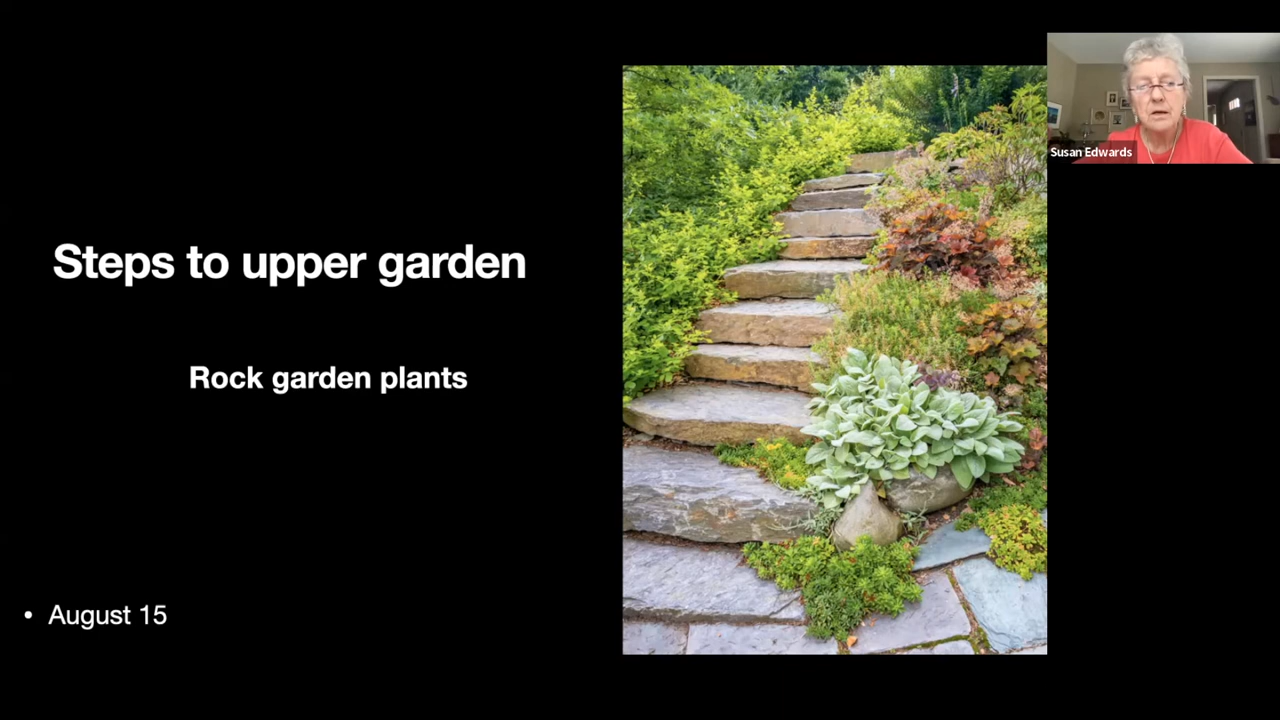 Susan Edwards
Steps to upper garden
Rock garden plants
• August 15